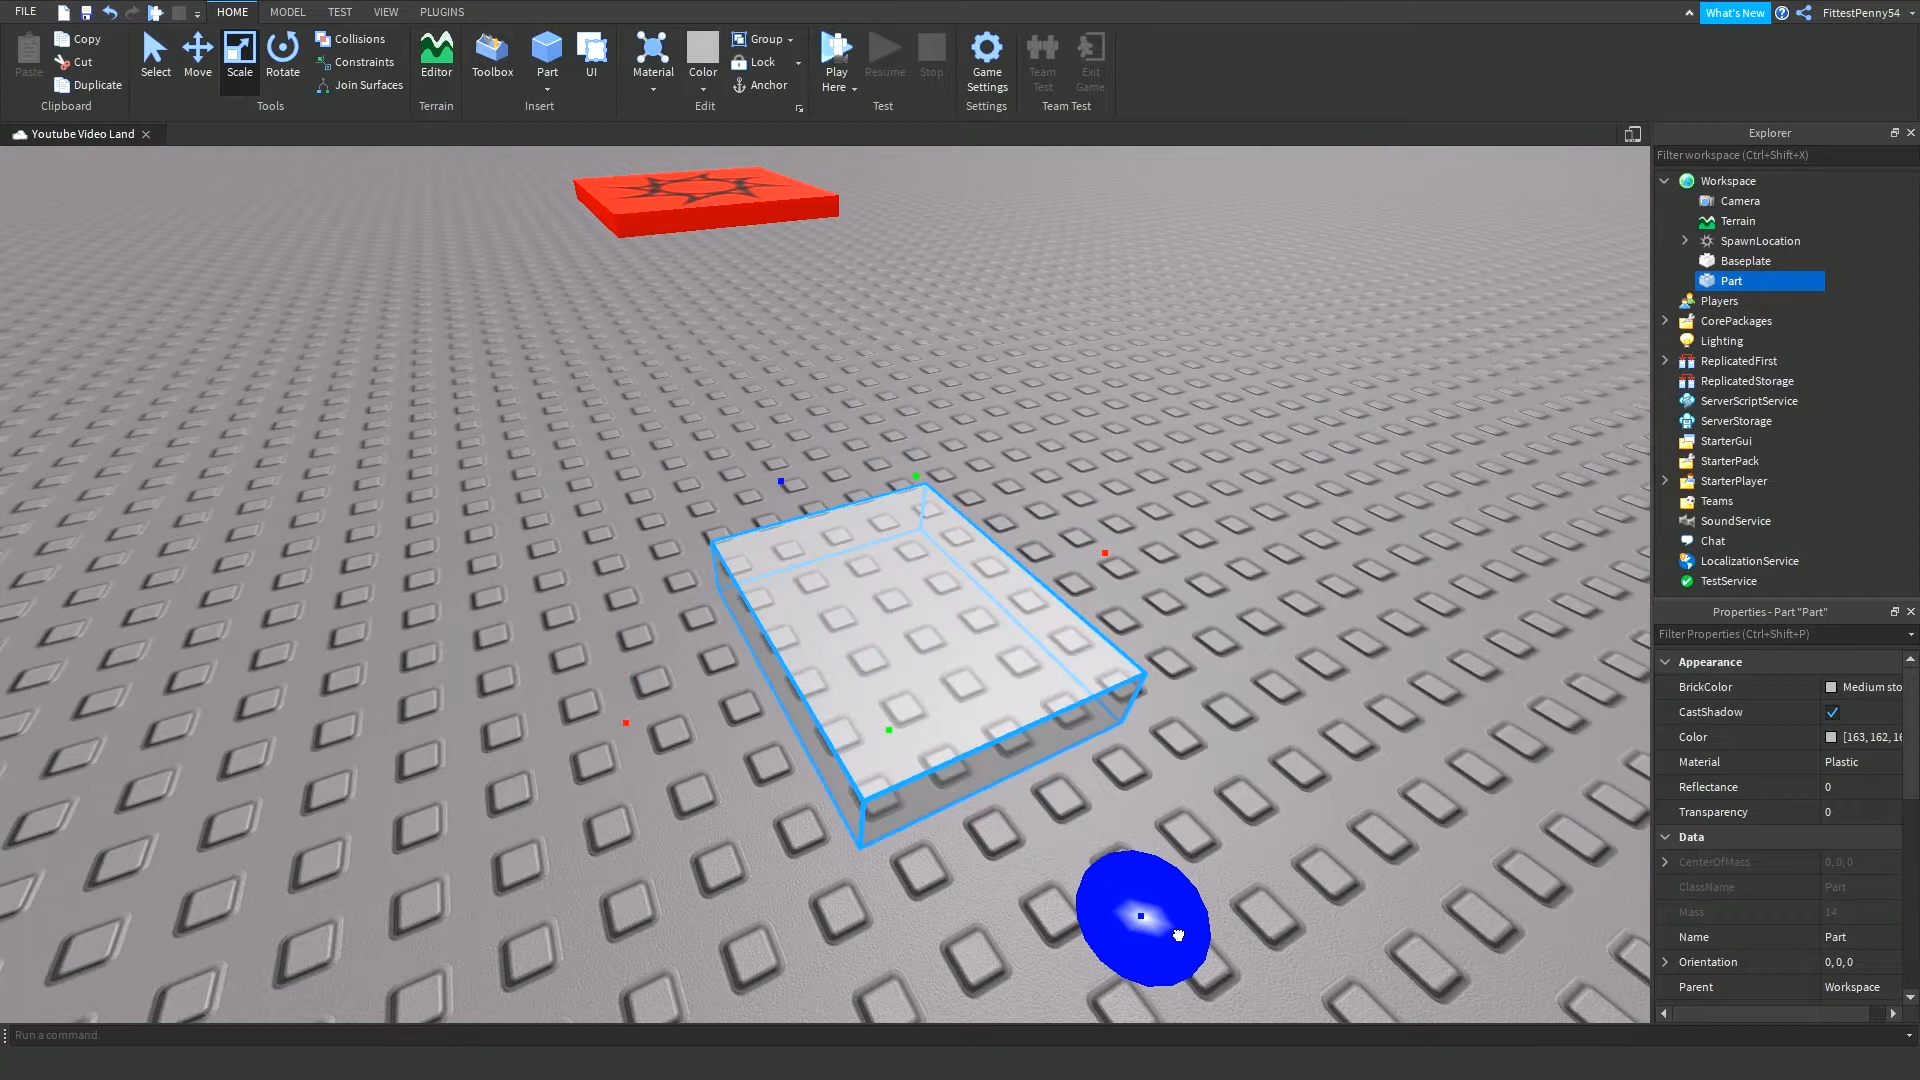 FILE HOME MODEL TEST VIEW PLUGINS What's New FittestPenny54
Paste Copy Cut Duplicate
Select Move Scale Rotate Collisions Constraints Join Surfaces
Editor
Toolbox Part UI
Material Color Group Lock Anchor
Play Here Resume Stop
Game Settings
Team Test Exit Game
Clipboard Tools Terrain Insert Edit Test Settings Team Test
Youtube Video Land
Explorer
Filter workspace (Ctrl+Shift+X)
Workspace
Camera
Terrain
SpawnLocation
Baseplate
Part
Players
CorePackages
Lighting
ReplicatedFirst
ReplicatedStorage
ServerScriptService
ServerStorage
StarterGui
StarterPack
StarterPlayer
Teams
SoundService
Chat
LocalizationService
TestService
Properties - Part "Part"
Filter Properties (Ctrl+Shift+P)
Appearance
BrickColor Medium sto
CastShadow
Color [163, 162, 16
Material Plastic
Reflectance 0
Transparency 0
Data
CenterOfMass 0, 0, 0
ClassName Part
Mass 14
Name Part
Orientation 0, 0, 0
Parent Workspace
Run a command